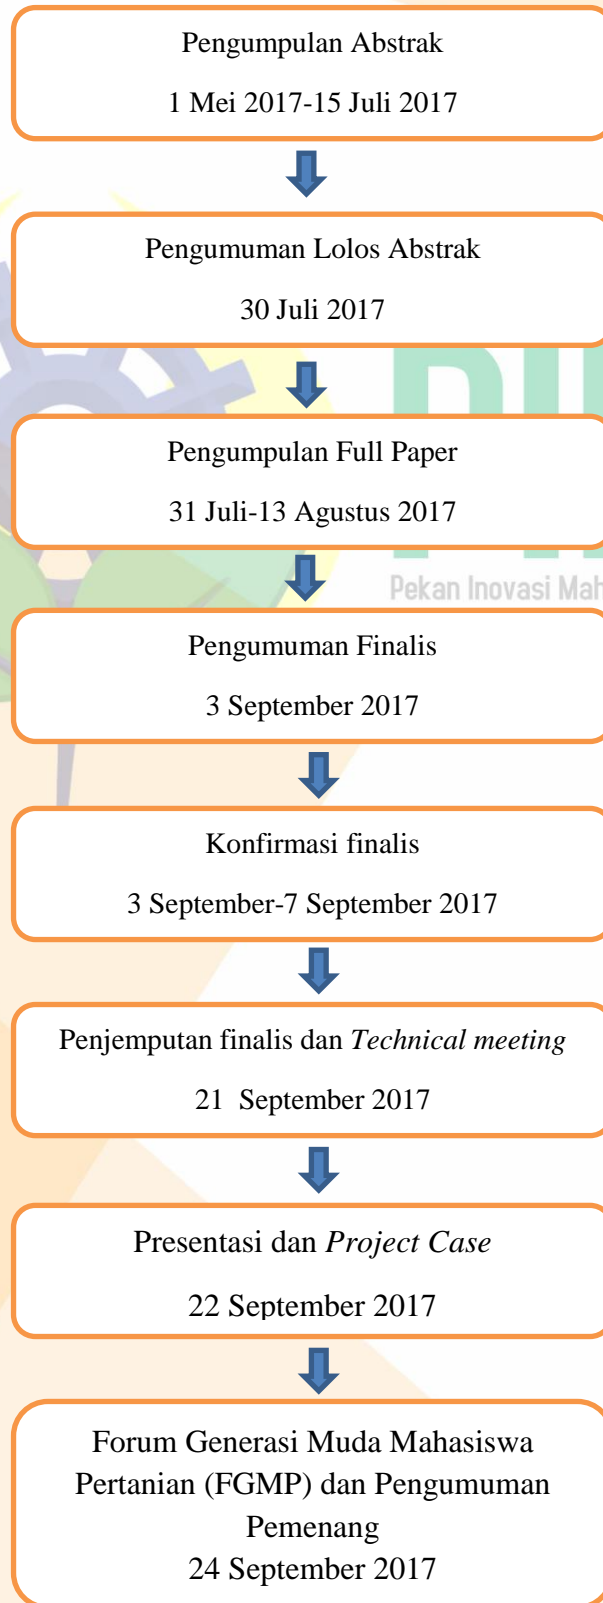 Pengumpulan Abstrak
1 Mei 2017-15 Juli 2017
Pengumuman Lolos Abstrak
30 Juli 2017
Pengumpulan Full Paper
31 Juli-13 Agustus 2017
Pekan Inovasi Mah
Pengumuman Finalis
3 September 2017
Konfirmasi finalis
3 September-7 September 2017
Penjemputan finalis dan Technical meeting
21 September 2017
Presentasi dan Project Case
22 September 2017
Forum Generasi Muda Mahasiswa
Pertanian (FGMP) dan Pengumuman
Pemenang
24 September 2017